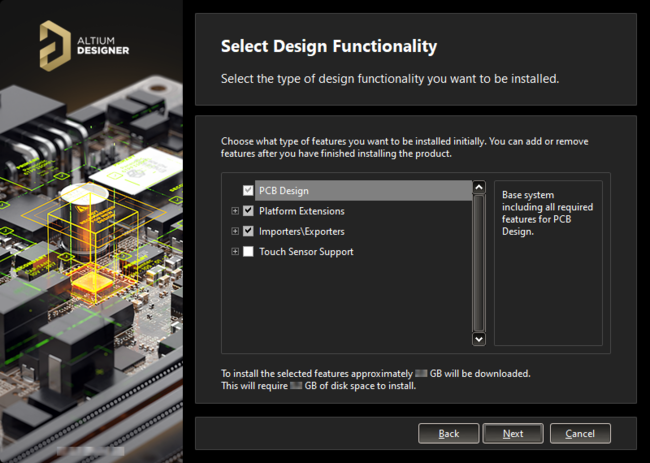 ALTIUM
DESIGNER
Select Design Functionality
Select the type of design functionality you want to be installed.
Choose what type of features you want to be installed initially. You can add or remove
features after you have finished installing the product.
PCB Design
Platform Extensions
Importers\Exporters
Touch Sensor Support
Base system
including all required
features for PCB
Design.
To install the selected features approximately GB will be downloaded.
This will require GB of disk space to install.
Back
Next
Cancel